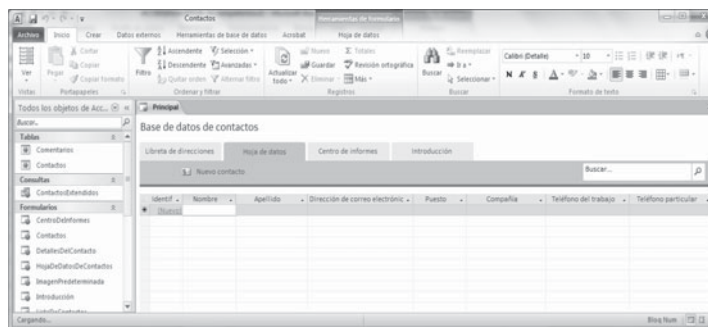 Contactos
Herramientas de formulario
Archivo Inicio Crear Datos externos Herramientas de base de datos Acrobat Hoja de datos
Ver
Pegar
Cortar
Copiar
Copiar formato
Filtro
Ascendente
Descendente
Quitar orden
Selección
Avanzadas
Alternar filtro
Actualizar todo
Nuevo
Guardar
Eliminar
Totales
Revisión ortográfica
Más
Buscar
Reemplazar
Ir a
Seleccionar
Calibri (Detalle) 10
N K S
Vistas Portapapeles Ordenar y filtrar Registros Buscar Formato de texto
Todos los objetos de Acc...
Buscar...
Tablas
Comentarios
Contactos
Consultas
ContactosExtendidos
Formularios
CentroDeInformes
Contactos
DetallesDelContacto
HojaDeDatosDeContactos
ImagenPredeterminada
Introducción
Principal
Base de datos de contactos
Libreta de direcciones Hoja de datos Centro de informes Introducción
Nuevo contacto Buscar...
Identif Nombre Apellido Dirección de correo electrónic Puesto Compañía Teléfono del trabajo Teléfono particular
(Nuevo)
Cargando... Bloq Num